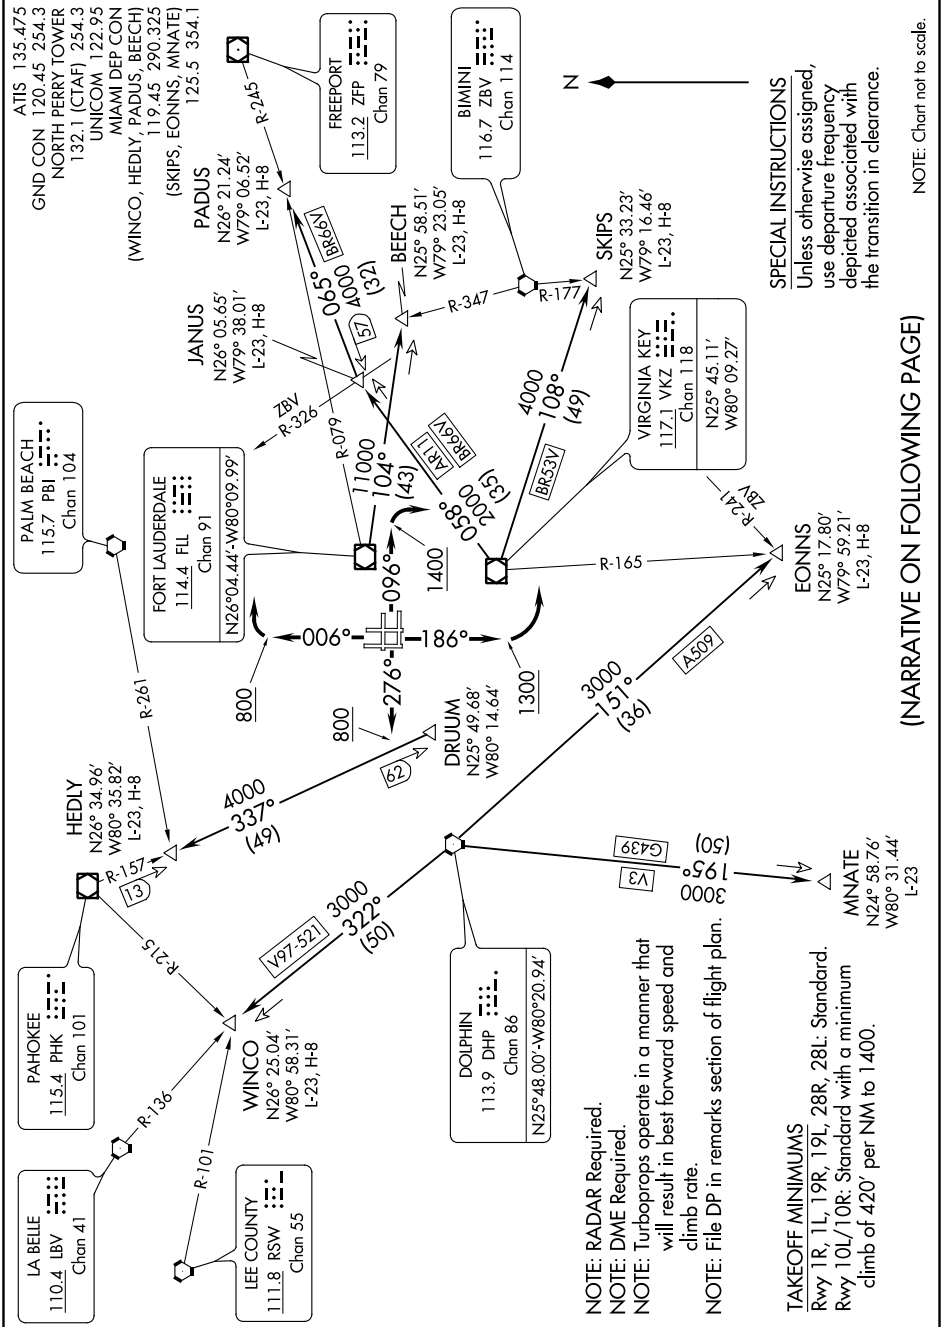 ATIS 135.475
GND CON 120.45 254.3
NORTH PERRY TOWER
132.1 (CTAF) 254.3
UNICOM 122.95
MIAMI DEP CON
(WINCO, HEDLY, PADUS, BEECH)
119.45 290.325
(SKIPS, EONNS, MNATE)
125.5 354.1
R-245
FREEPORT
113.2 ZFP
Chan 79
BIMINI
116.7 ZBV
Chan 114
N
PADUS
N26° 21.24'
W79° 06.52'
L-23, H-8
BR66V
065°
4000
(32)
57
BEECH
N25° 58.51'
W79° 23.05'
L-23, H-8
R-347
R-177
SKIPS
N25° 33.23'
W79° 16.46'
L-23, H-8
SPECIAL INSTRUCTIONS
Unless otherwise assigned,
use departure frequency
depicted associated with
the transition in clearance.
NOTE: Chart not to scale.
JANUS
N26° 05.65'
W79° 38.01'
L-23, H-8
ZBV
R-326
R-079
11000
104°
(43)
AR11
BR66V
058°
2000
(35)
4000
108°
(49)
BR53V
VIRGINIA KEY
117.1 VKZ
Chan 118
N25° 45.11'
W80° 09.27'
PALM BEACH
115.7 PBI
Chan 104
FORT LAUDERDALE
114.4 FLL
Chan 91
N26°04.44'-W80°09.99'
R-241
ZBV
R-165
EONNS
N25° 17.80'
W79° 59.21'
L-23, H-8
R-261
800
006°
096°
1400
276°
186°
1300
800
A509
3000
151°
(36)
(NARRATIVE ON FOLLOWING PAGE)
HEDLY
N26° 34.96'
W80° 35.82'
L-23, H-8
R-157
13
4000
337°
(49)
62
DRUUM
N25° 49.68'
W80° 14.64'
PAHOKEE
115.4 PHK
Chan 101
R-215
V97-521
3000
322°
(50)
V3
G439
3000
195°
(50)
MNATE
N24° 58.76'
W80° 31.44'
L-23
LA BELLE
110.4 LBV
Chan 41
R-136
WINCO
N26° 25.04'
W80° 58.31'
L-23, H-8
R-101
LEE COUNTY
111.8 RSW
Chan 55
DOLPHIN
113.9 DHP
Chan 86
N25°48.00'-W80°20.94'
NOTE: RADAR Required.
NOTE: DME Required.
NOTE: Turboprops operate in a manner that
will result in best forward speed and
climb rate.
NOTE: File DP in remarks section of flight plan.
TAKEOFF MINIMUMS
Rwy 1R, 1L, 19R, 19L, 28R, 28L: Standard.
Rwy 10L/10R: Standard with a minimum
climb of 420' per NM to 1400.